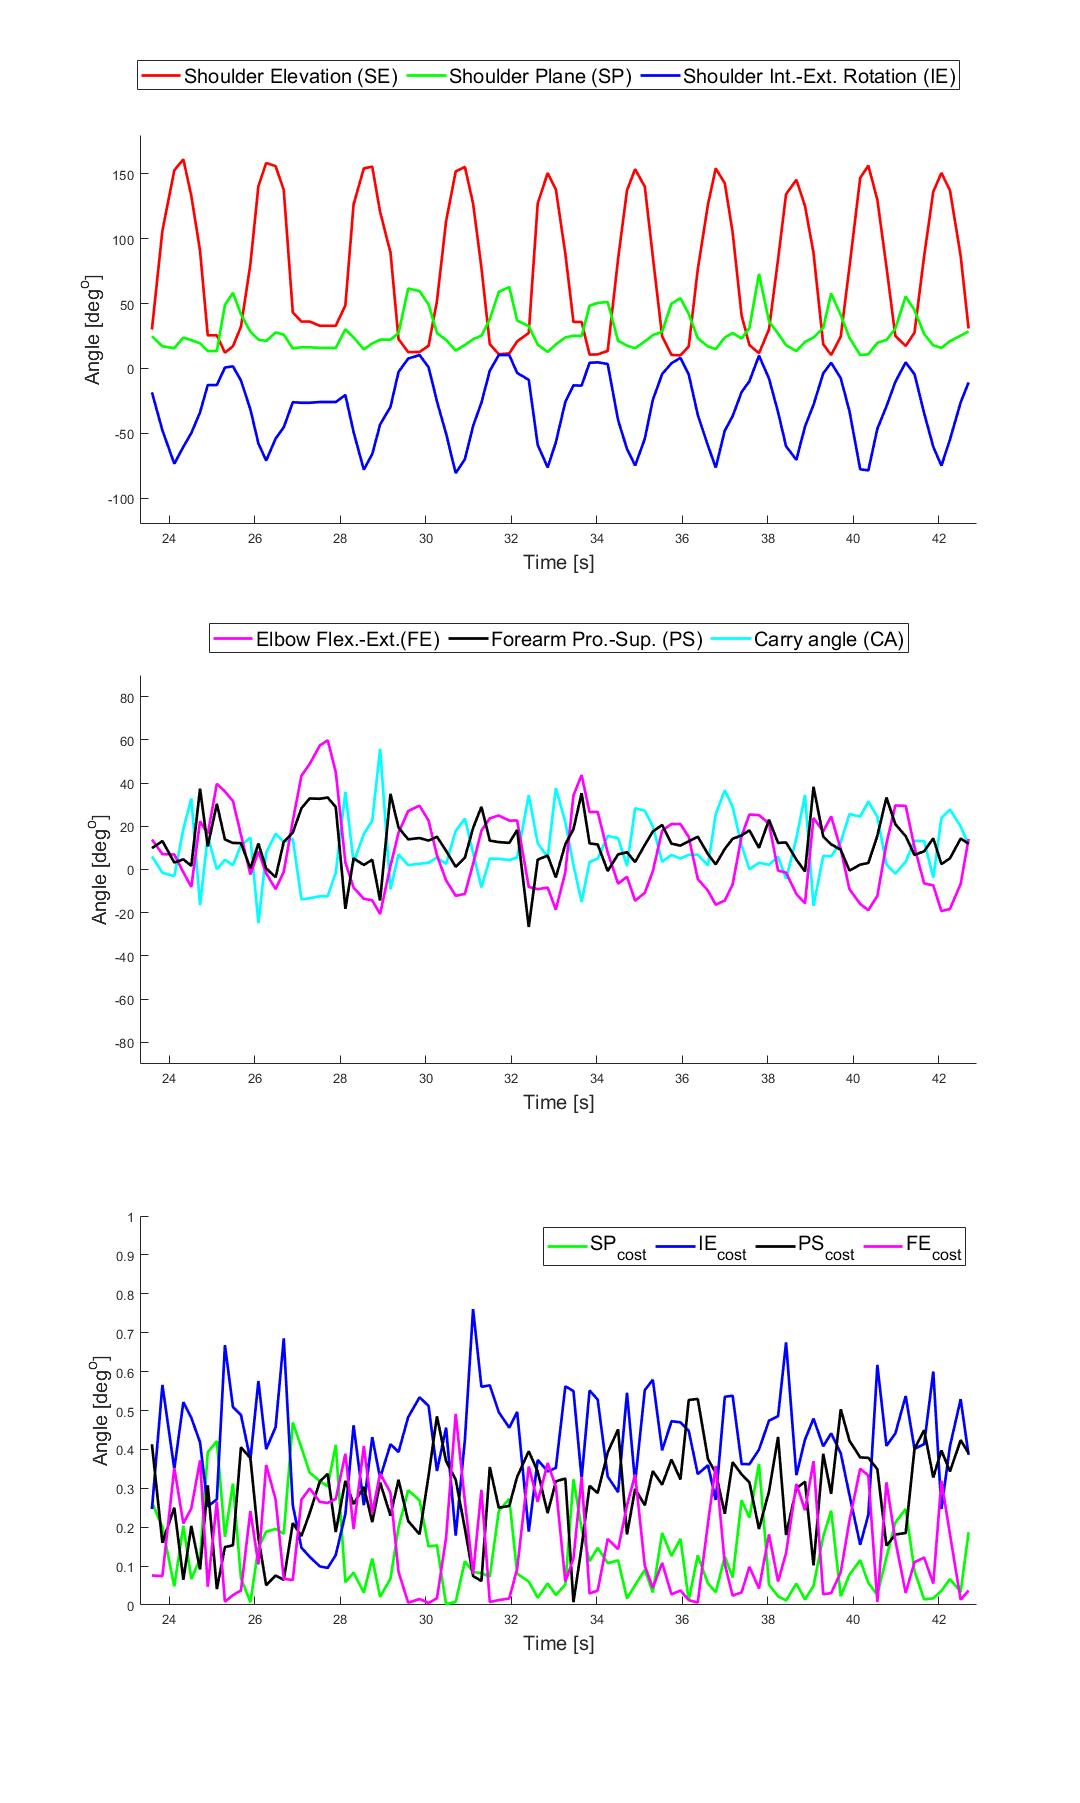 Shoulder Elevation (SE) Shoulder Plane (SP) Shoulder Int.-Ext. Rotation (IE)
150
100
50
0
-50
-100
Angle [deg^o]
24 26 28 30 32 34 36 38 40 42
Time [s]
Elbow Flex.-Ext.(FE) Forearm Pro.-Sup. (PS) Carry angle (CA)
80
60
40
20
0
-20
-40
-60
-80
Angle [deg^o]
24 26 28 30 32 34 36 38 40 42
Time [s]
SP_cost IE_cost PS_cost FE_cost
1
0.9
0.8
0.7
0.6
0.5
0.4
0.3
0.2
0.1
0
Angle [deg^o]
24 26 28 30 32 34 36 38 40 42
Time [s]